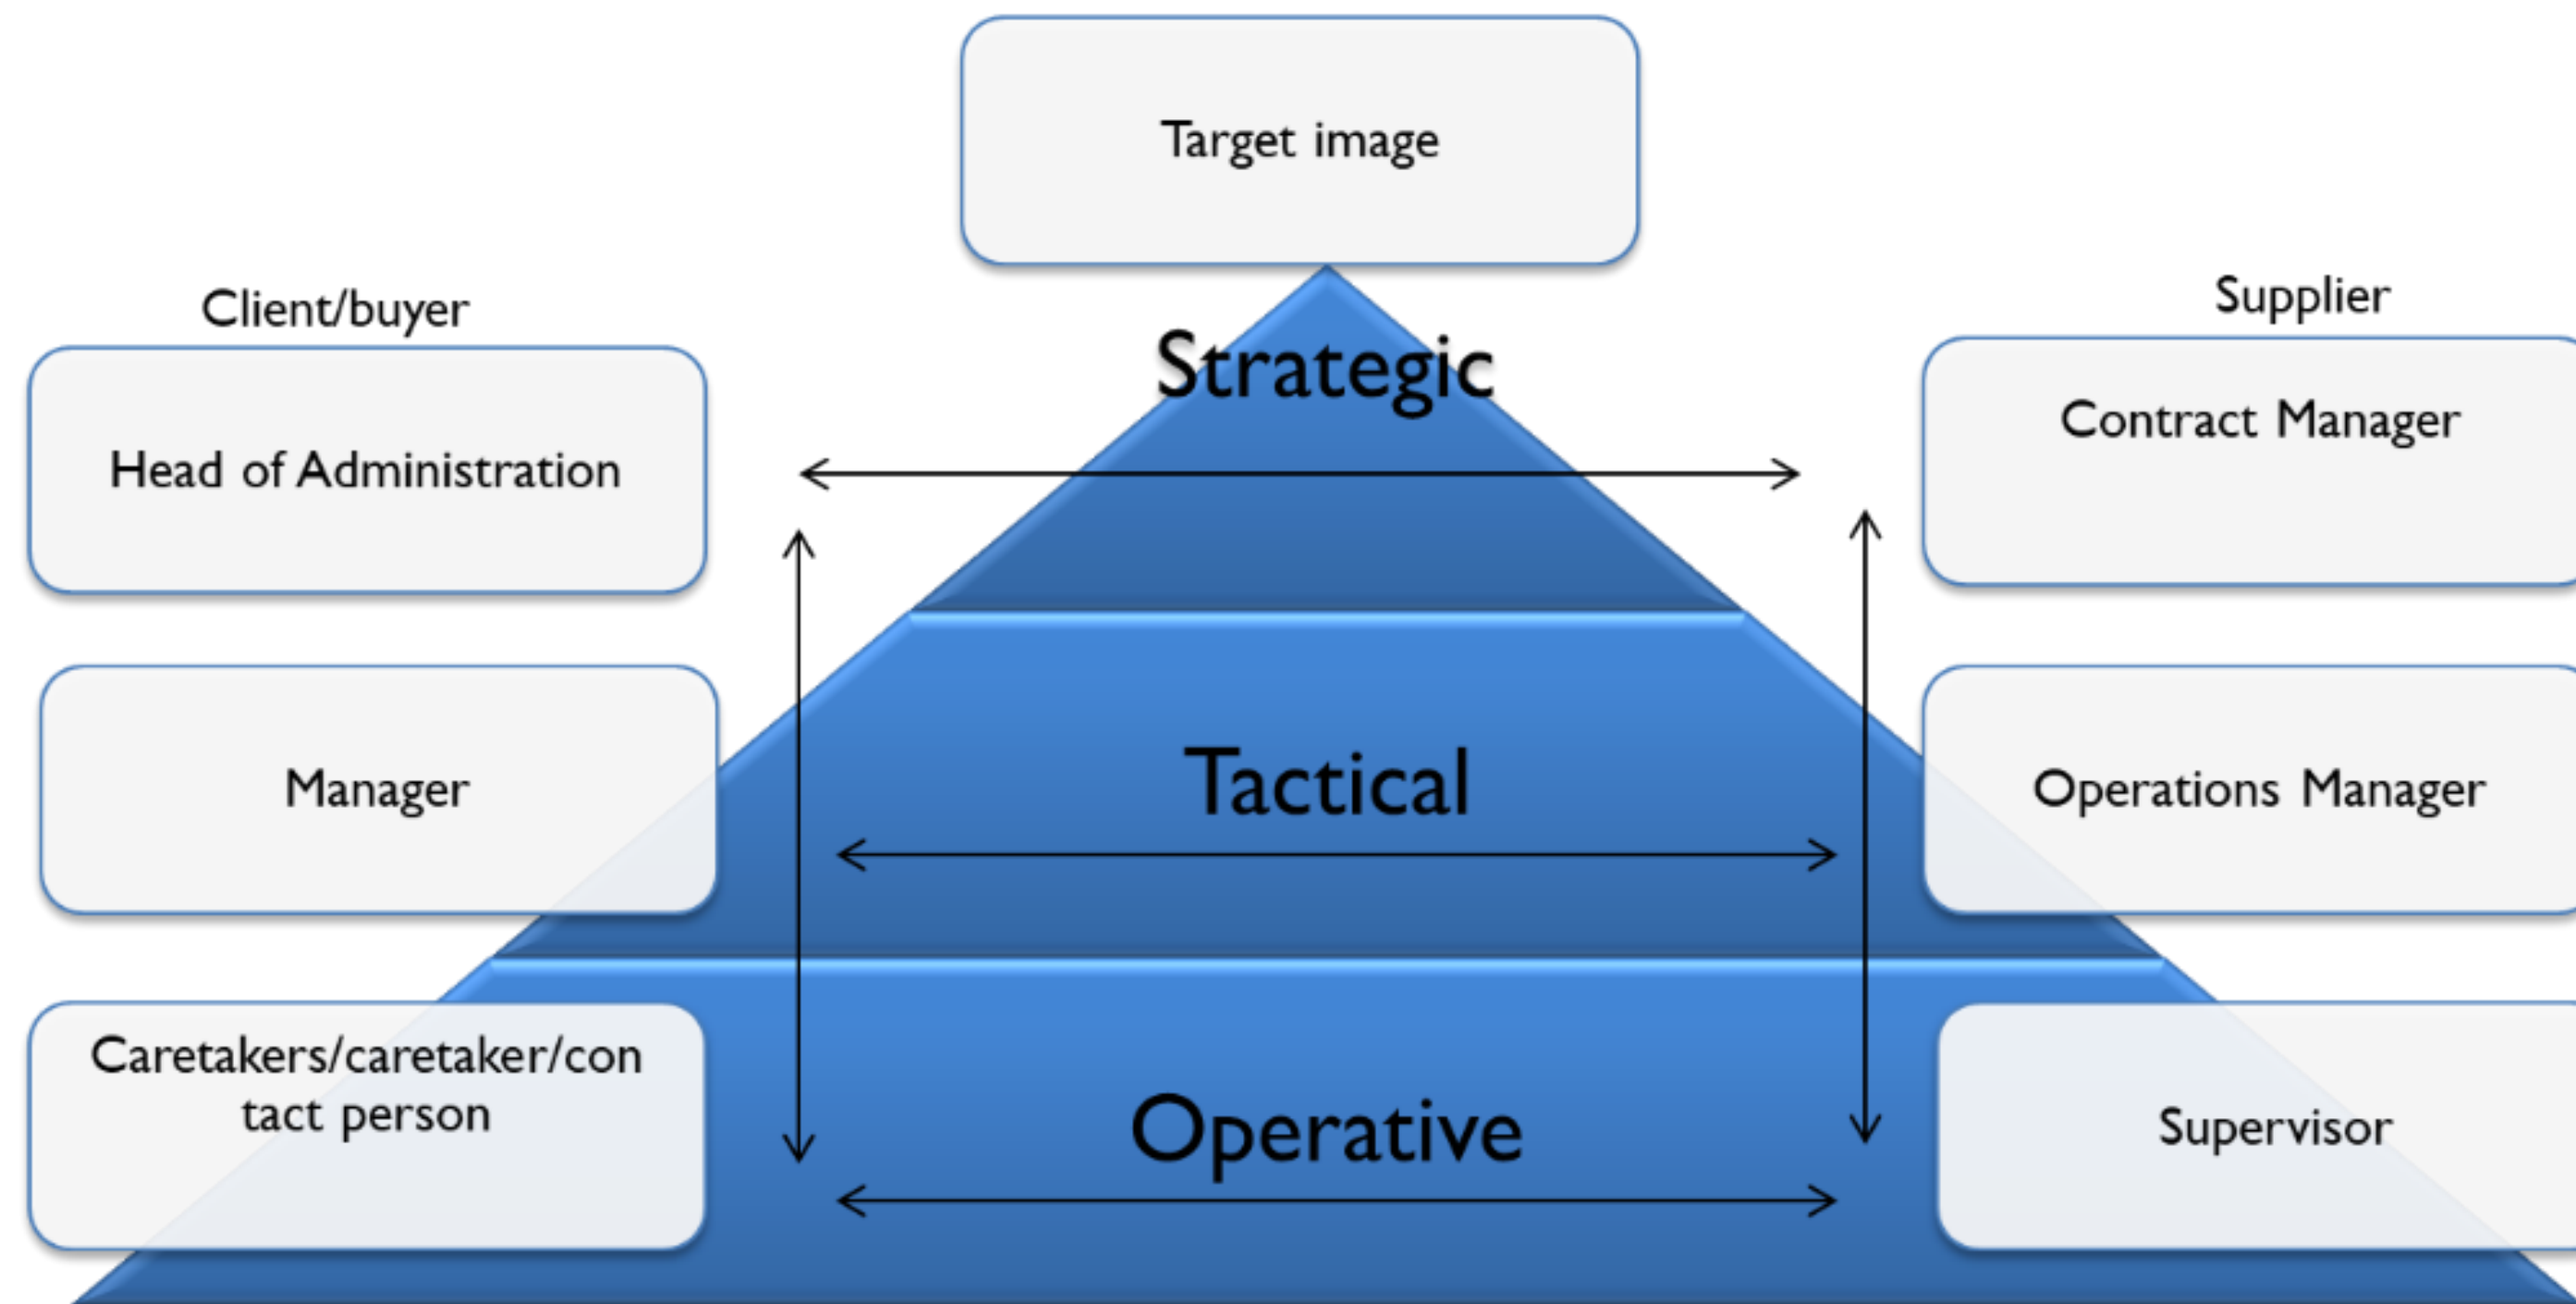 Target image
Client/buyer
Supplier
Strategic
Head of Administration
Contract Manager
Manager
Tactical
Operations Manager
Caretakers/caretaker/con
tact person
Operative
Supervisor